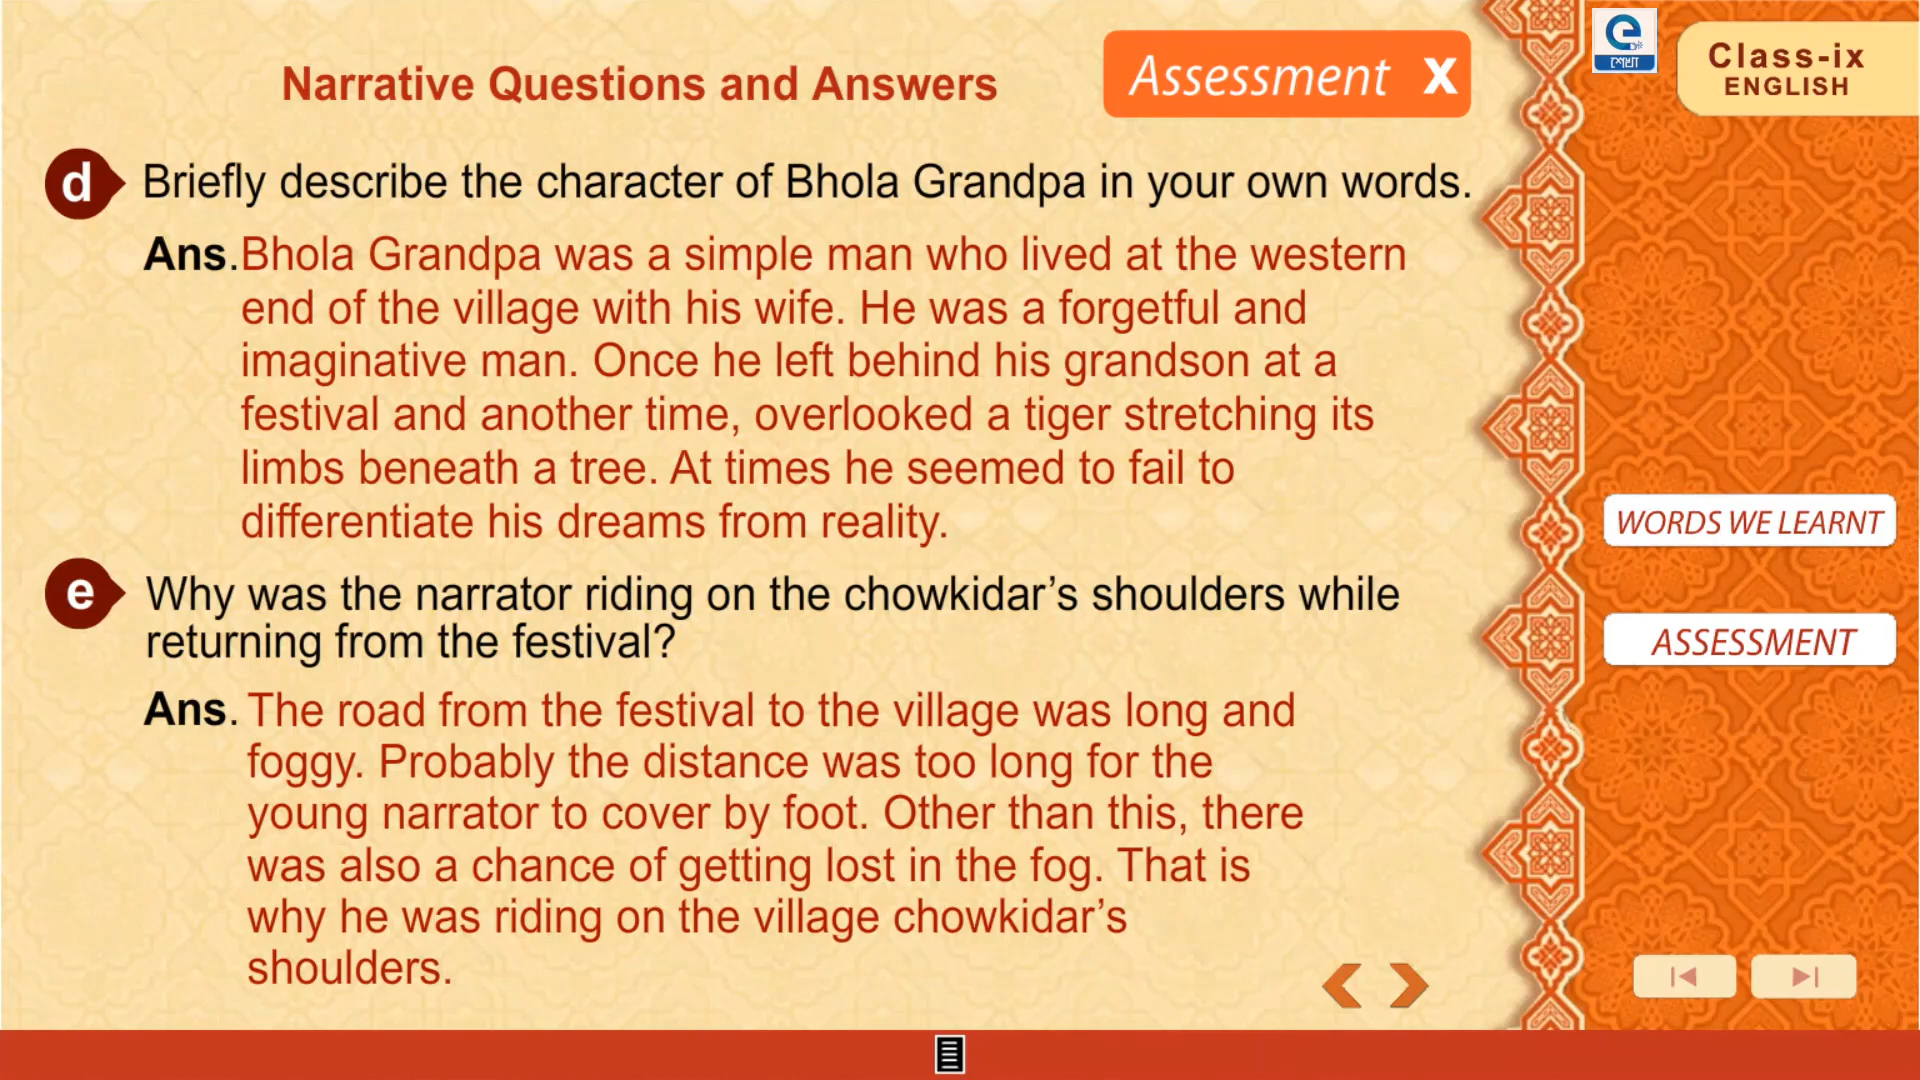 Narrative Questions and Answers
Assessment X
e
শেখা
Class-ix
ENGLISH
d
Briefly describe the character of Bhola Grandpa in your own words.
Ans.Bhola Grandpa was a simple man who lived at the western
end of the village with his wife. He was a forgetful and
imaginative man. Once he left behind his grandson at a
festival and another time, overlooked a tiger stretching its
limbs beneath a tree. At times he seemed to fail to
differentiate his dreams from reality.
e
Why was the narrator riding on the chowkidar’s shoulders while
returning from the festival?
Ans. The road from the festival to the village was long and
foggy. Probably the distance was too long for the
young narrator to cover by foot. Other than this, there
was also a chance of getting lost in the fog. That is
why he was riding on the village chowkidar’s
shoulders.
WORDS WE LEARNT
ASSESSMENT